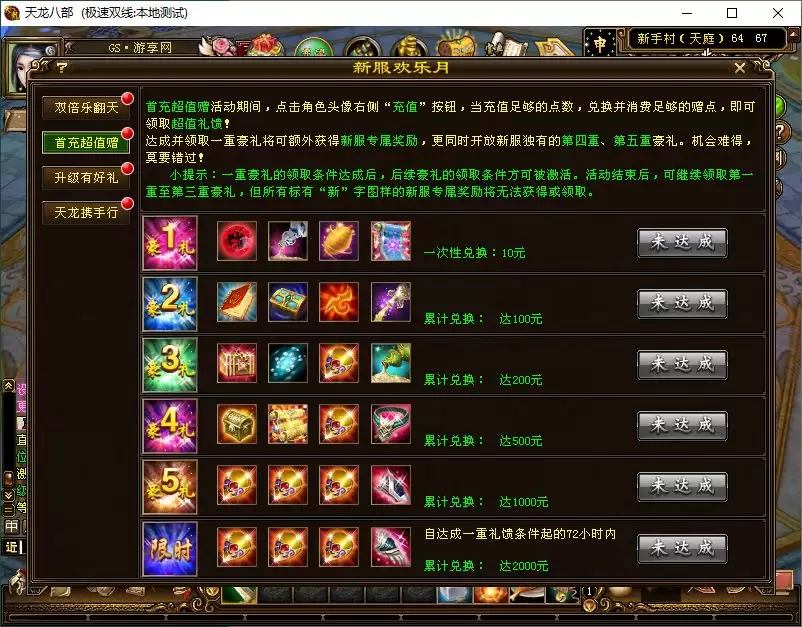 天龙八部 (极速双线:本地测试)
GS·游享网
新手村（天庭）64 67
申
?
新服欢乐月
双倍乐翻天
首充超值赠
升级有好礼
天龙携手行
首充超值赠活动期间，点击角色头像右侧“充值”按钮，当充值足够的点数，兑换并消费足够的赠点，即可
领取超值礼馈！
达成并领取一重豪礼将可额外获得新服专属奖励，更同时开放新服独有的第四重、第五重豪礼。机会难得，
莫要错过！
小提示：一重豪礼的领取条件达成后，后续豪礼的领取条件方可被激活。活动结束后，可继续领取第一
重至第三重豪礼，但所有标有“新”字图样的新服专属奖励将无法获得或领取。
豪1礼
一次性兑换：10元
未达成
豪2礼
累计兑换： 达100元
未达成
豪3礼
累计兑换： 达200元
未达成
豪4礼
累计兑换： 达500元
未达成
豪5礼
累计兑换： 达1000元
未达成
限时
自达成一重礼馈条件起的72小时内
累计兑换： 达2000元
未达成
甲
近
1